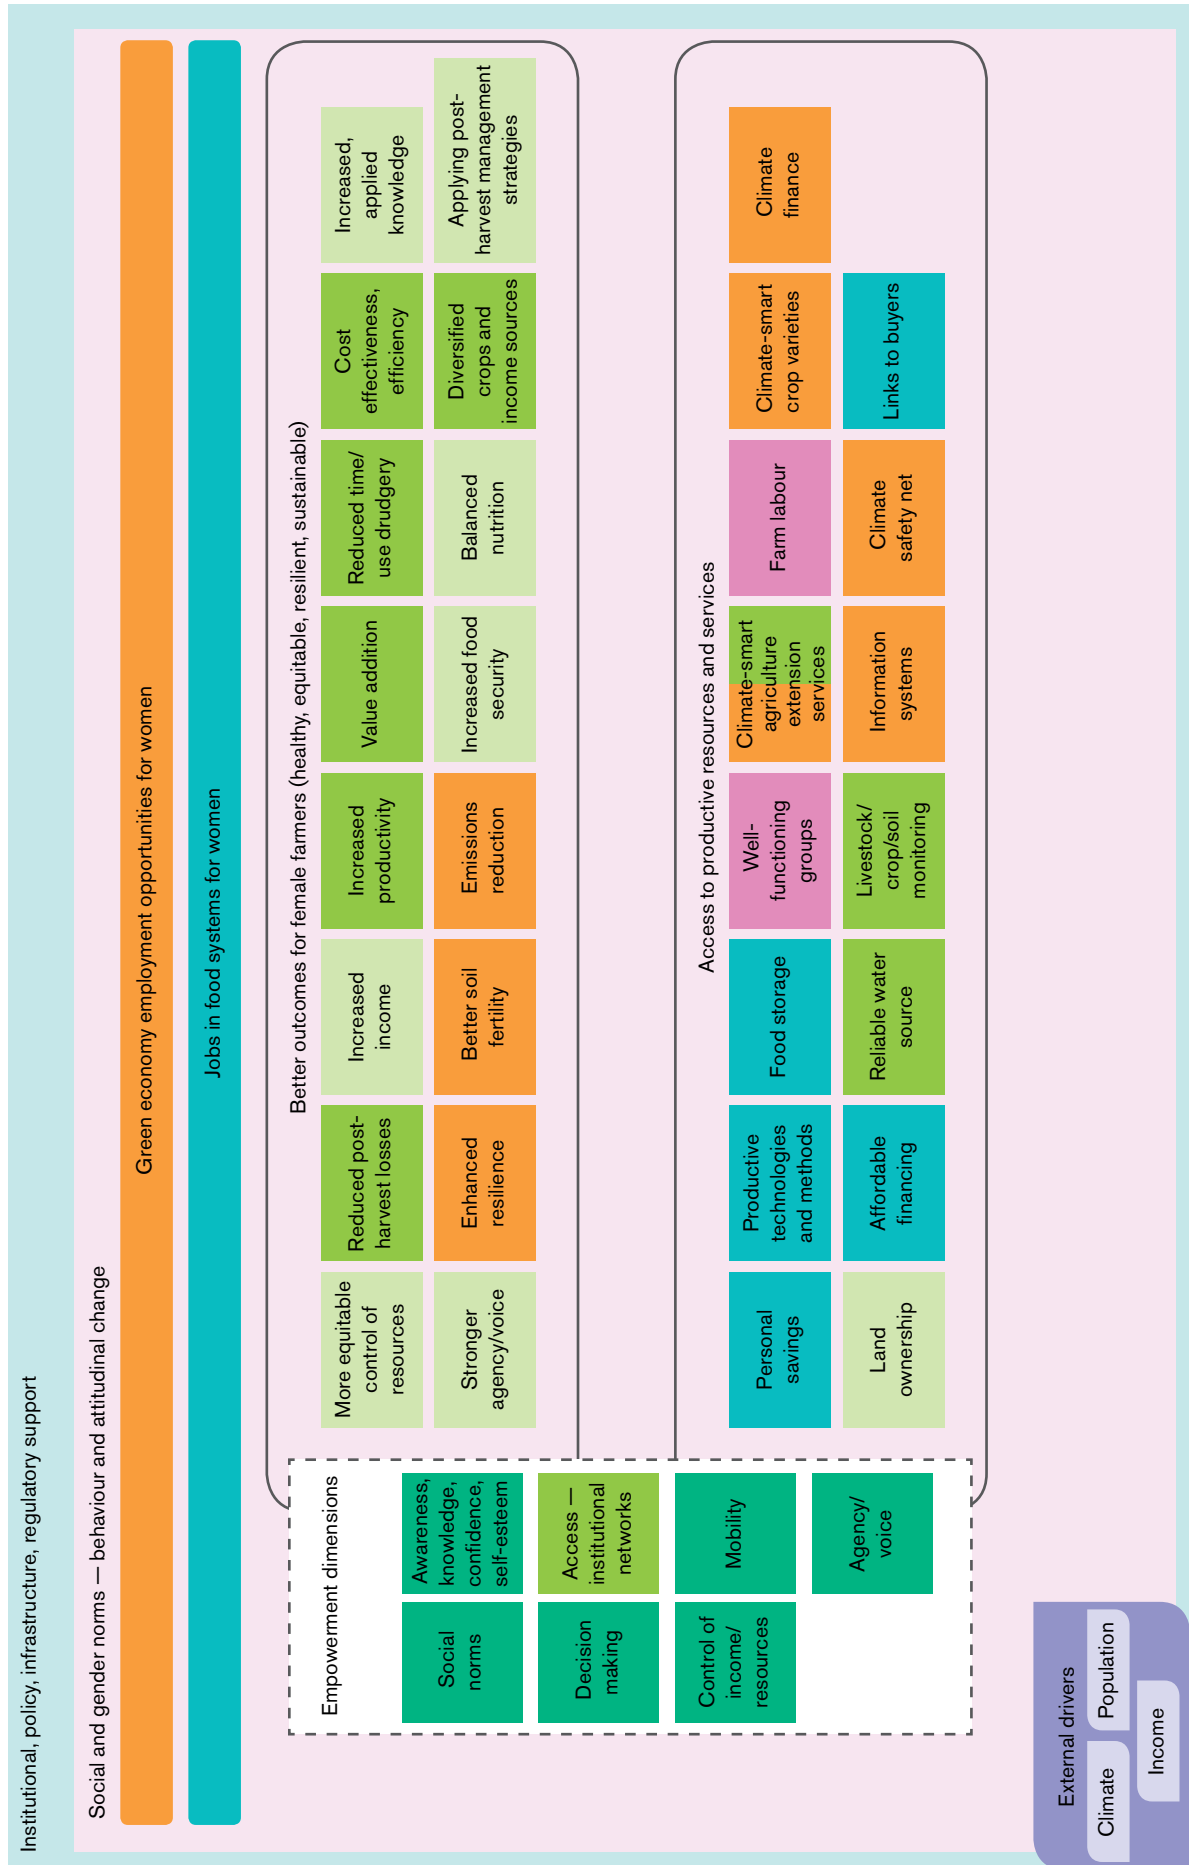 Institutional, policy, infrastructure, regulatory support
Social and gender norms — behaviour and attitudinal change
Green economy employment opportunities for women
Jobs in food systems for women
Empowerment dimensions
Social
norms
Awareness,
knowledge,
confidence,
self-esteem
Decision
making
Access —
institutional
networks
Control of
income/
resources
Mobility
Agency/
voice
Better outcomes for female farmers (healthy, equitable, resilient, sustainable)
More equitable
control of
resources
Reduced post-
harvest losses
Increased
income
Increased
productivity
Value addition
Reduced time/
use drudgery
Cost
effectiveness,
efficiency
Increased,
applied
knowledge
Stronger
agency/voice
Enhanced
resilience
Better soil
fertility
Emissions
reduction
Increased food
security
Balanced
nutrition
Diversified
crops and
income sources
Applying post-
harvest management
strategies
Access to productive resources and services
Personal
savings
Productive
technologies
and methods
Food storage
Well-
functioning
groups
Climate-smart
agriculture
extension
services
Farm labour
Climate-smart
crop varieties
Climate
finance
Land
ownership
Affordable
financing
Reliable water
source
Livestock/
crop/soil
monitoring
Information
systems
Climate
safety net
Links to buyers
External drivers
Climate
Population
Income